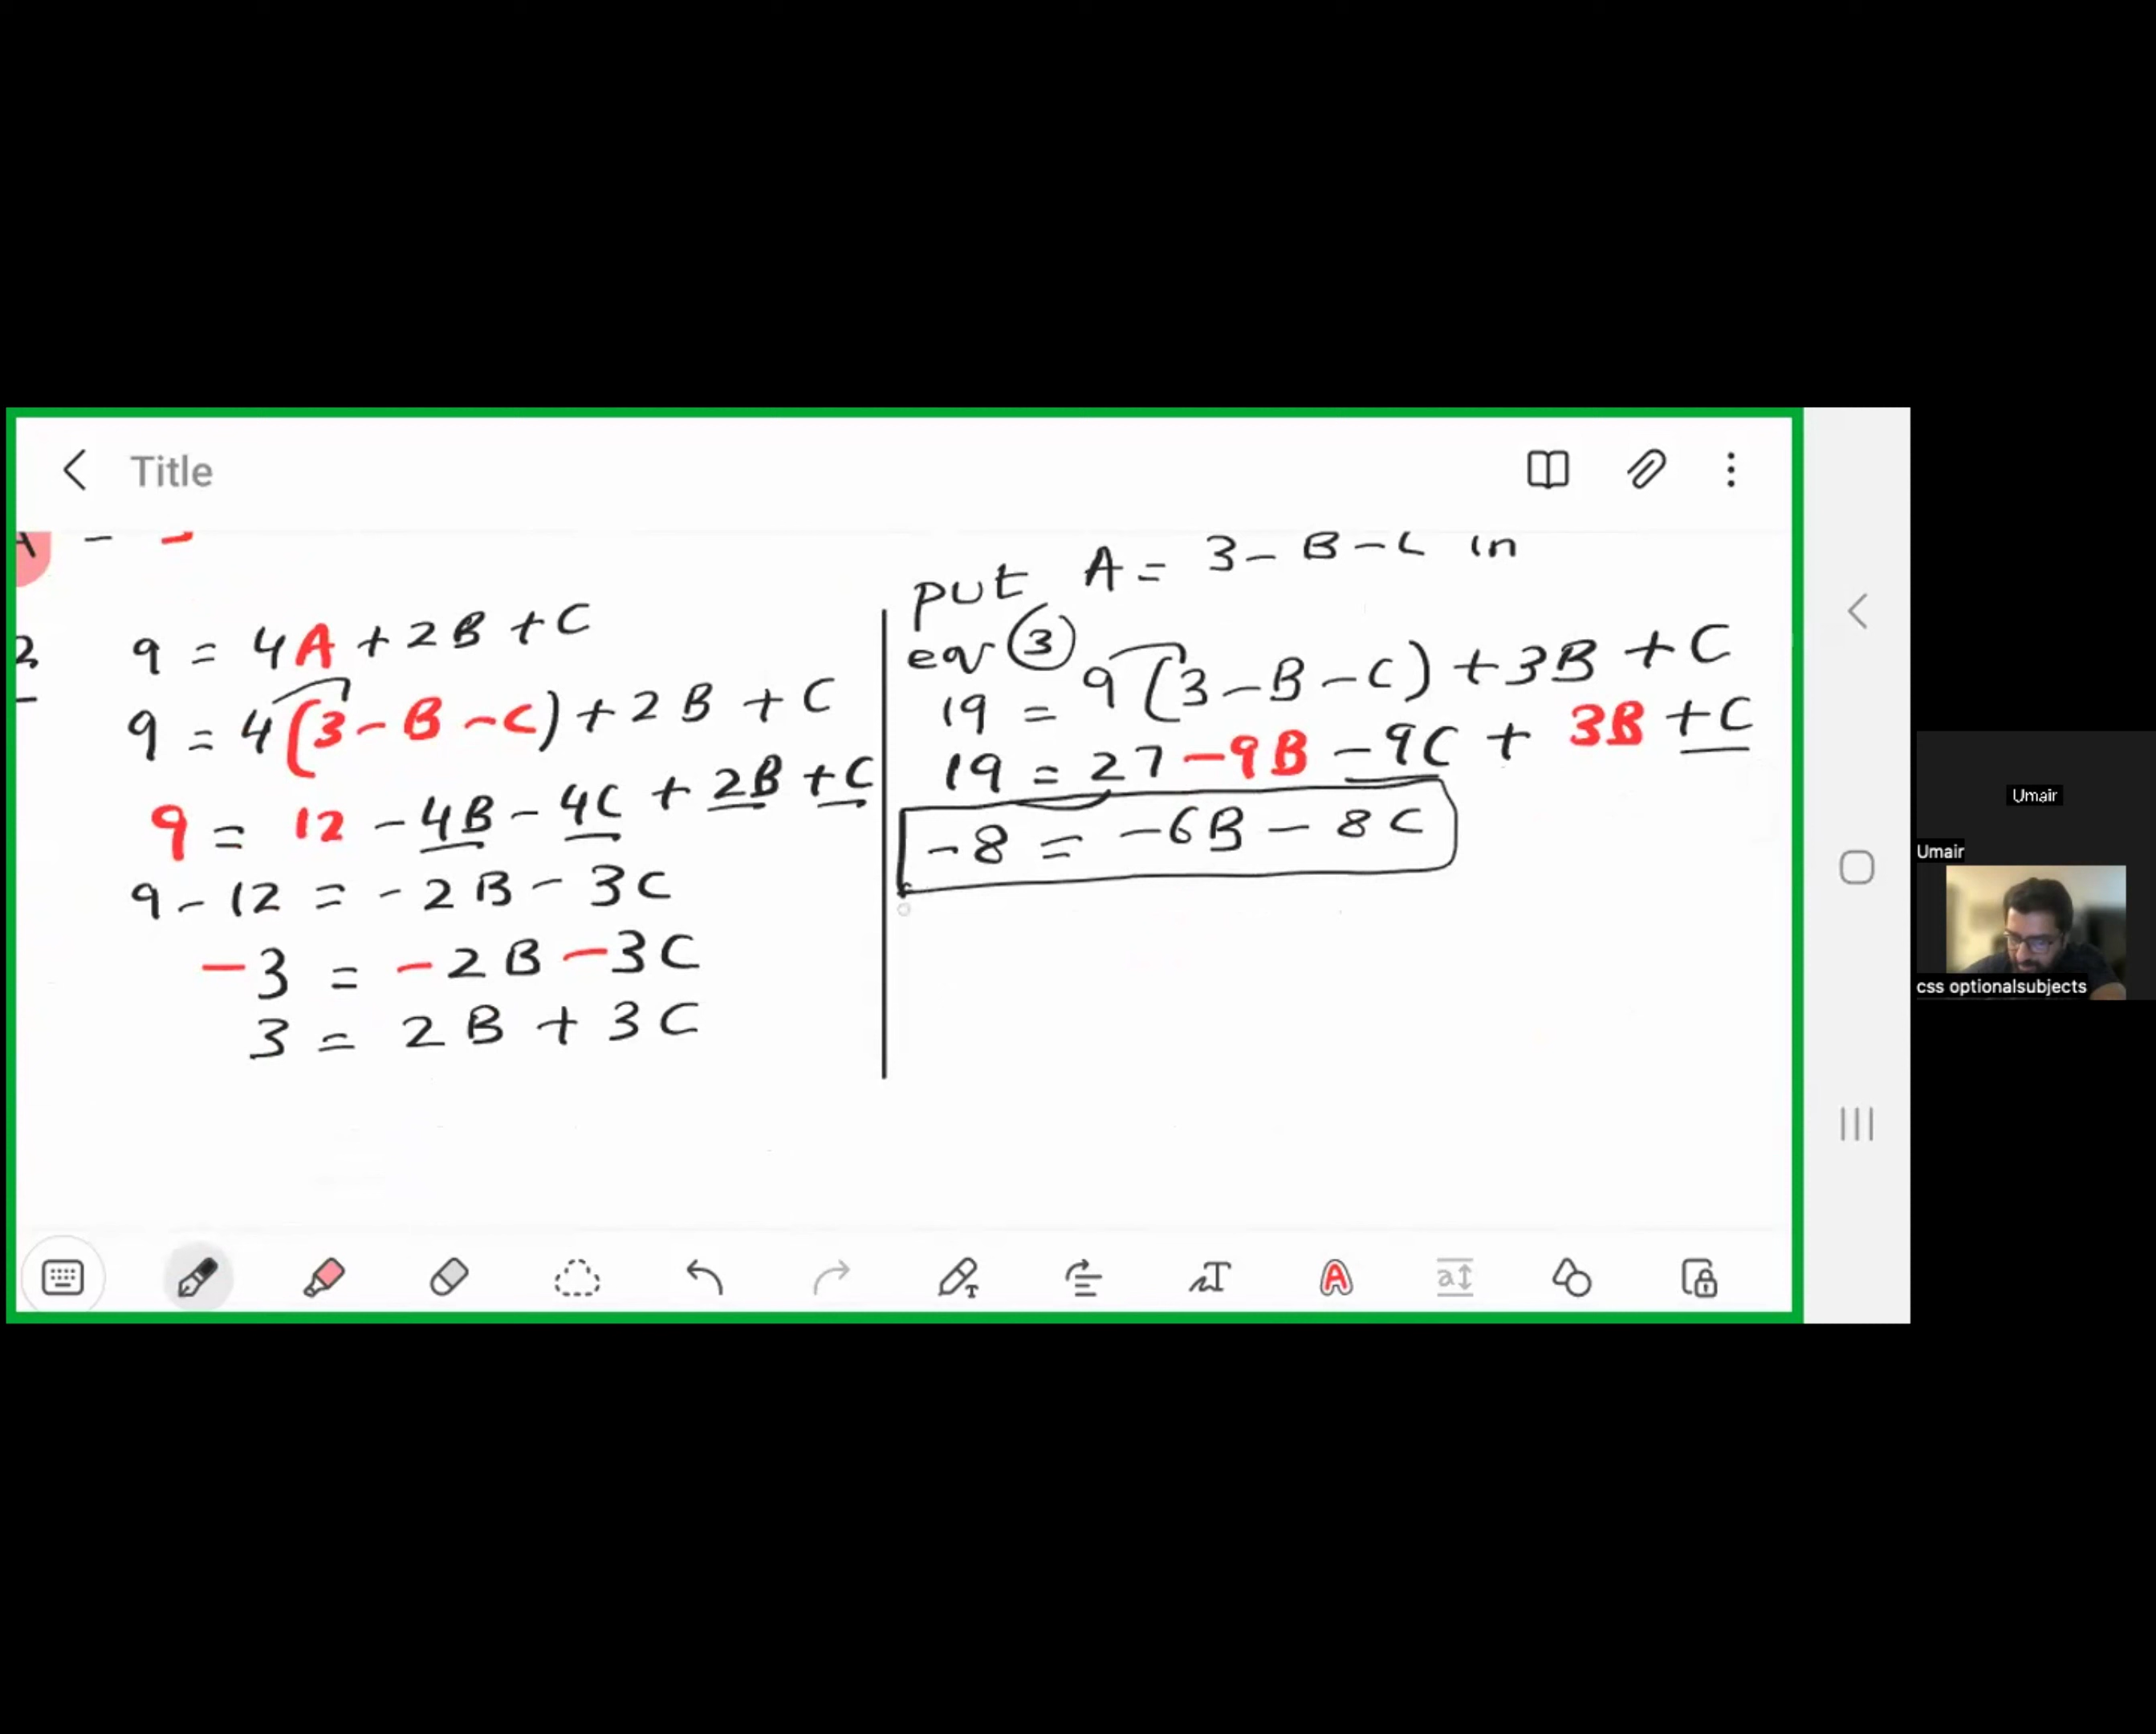 Title
A - -
put A = 3 - B - C in
2 9 = 4A + 2B + C
eq (3)
9 = 4(3 - B - C) + 2B + C
19 = 9(3 - B - C) + 3B + C
9 = 12 - 4B - 4C + 2B + C
19 = 27 - 9B - 9C + 3B + C
9 - 12 = - 2B - 3C
-8 = -6B - 8C
-3 = -2B - 3C
3 = 2B + 3C
Umair
Umair
css optionalsubjects
T
T
A
a